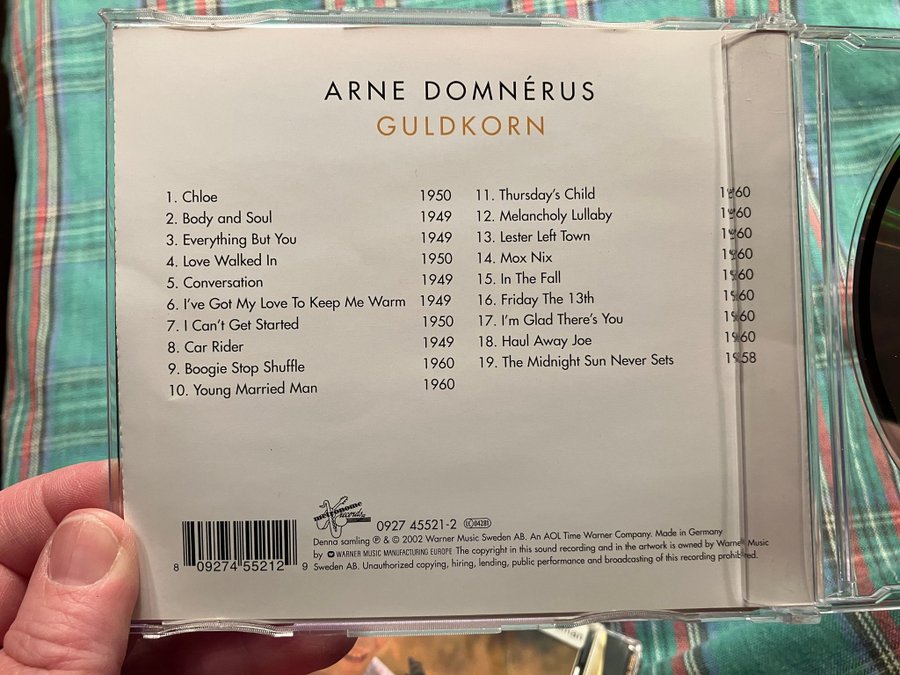 ARNE DOMNÉRUS
GULDKORN
1. Chloe 1950
2. Body and Soul 1949
3. Everything But You 1949
4. Love Walked In 1950
5. Conversation 1949
6. I've Got My Love To Keep Me Warm 1949
7. I Can't Get Started 1950
8. Car Rider 1949
9. Boogie Stop Shuffle 1960
10. Young Married Man 1960
11. Thursday's Child 1960
12. Melancholy Lullaby 1960
13. Lester Left Town 1960
14. Mox Nix 1960
15. In The Fall 1960
16. Friday The 13th 1960
17. I'm Glad There's You 1960
18. Haul Away Joe 1960
19. The Midnight Sun Never Sets 1958
metronome
records
0927 45521-2 LC 04281
Denna samling ℗ & © 2002 Warner Music Sweden AB. An AOL Time Warner Company. Made in Germany
by WARNER MUSIC MANUFACTURING EUROPE The copyright in this sound recording and in the artwork is owned by Warner Music
Sweden AB. Unauthorized copying, hiring, lending, public performance and broadcasting of this recording prohibited.
8 09274 55212 9